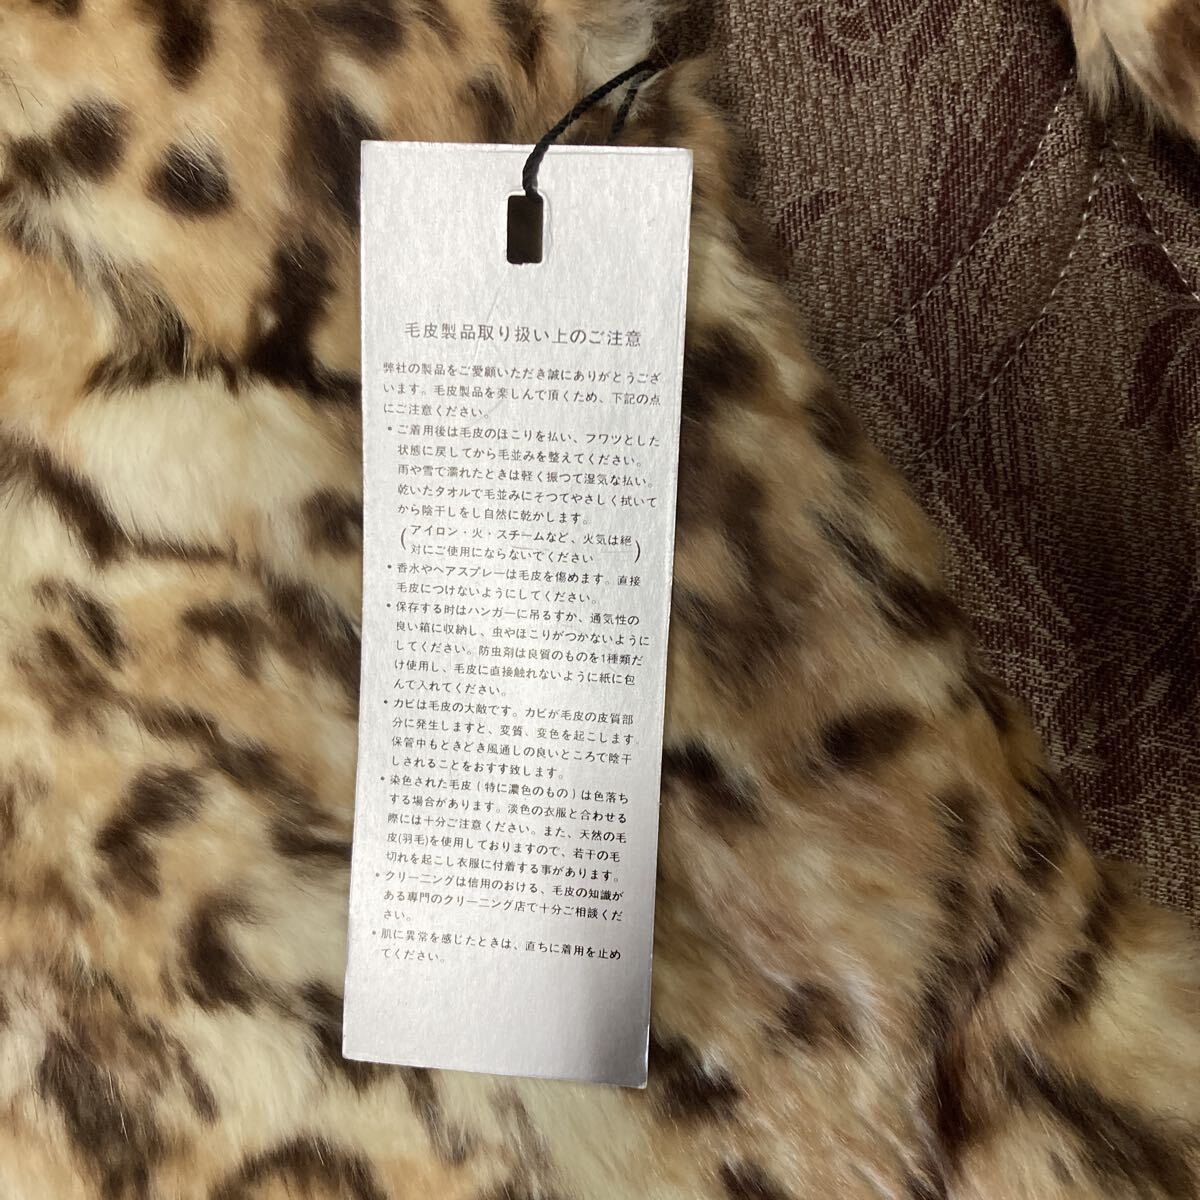 毛皮製品取り扱い上のご注意
弊社の製品をご愛顧いただき誠にありがとうござ
います。毛皮製品を楽しんで頂くため、下記の点
にご注意ください。
•ご着用後は毛皮のほこりを払い、フワツとした
状態に戻してから毛並みを整えてください。
雨や雪で濡れたときは軽く振つて湿気な払い。
乾いたタオルで毛並みにそつてやさしく拭いて
から陰干しをし自然に乾かします。
(アイロン・火・スチームなど、火気は絶
対にご使用にならないでください)
•香水やヘアスプレーは毛皮を傷めます。直接
毛皮につけないようにしてください。
•保存する時はハンガーに吊るすか、通気性の
良い箱に収納し、虫やほこりがつかないように
してください。防虫剤は良質のものを1種類だ
け使用し、毛皮に直接触れないように紙に包
んて入れてください。
•カビは毛皮の大敵です。カビが毛皮の皮質部
分に発生しますと、変質、変色を起こします。
保管中もときどき風通しの良いところで陰干
しされることをおすす致します。
•染色された毛皮(特に濃色のもの)は色落ち
する場合があります。淡色の衣服と合わせる
際には十分ご注意ください。また、天然の毛
皮(羽毛)を使用しておりますので、若干の毛
切れを起こし衣服に付着する事があります。
•クリーニングは信用のおける、毛皮の知識が
ある専門のクリーニング店で十分ご相談くだ
さい。
•肌に異常を感じたときは、直ちに着用を止め
てください。